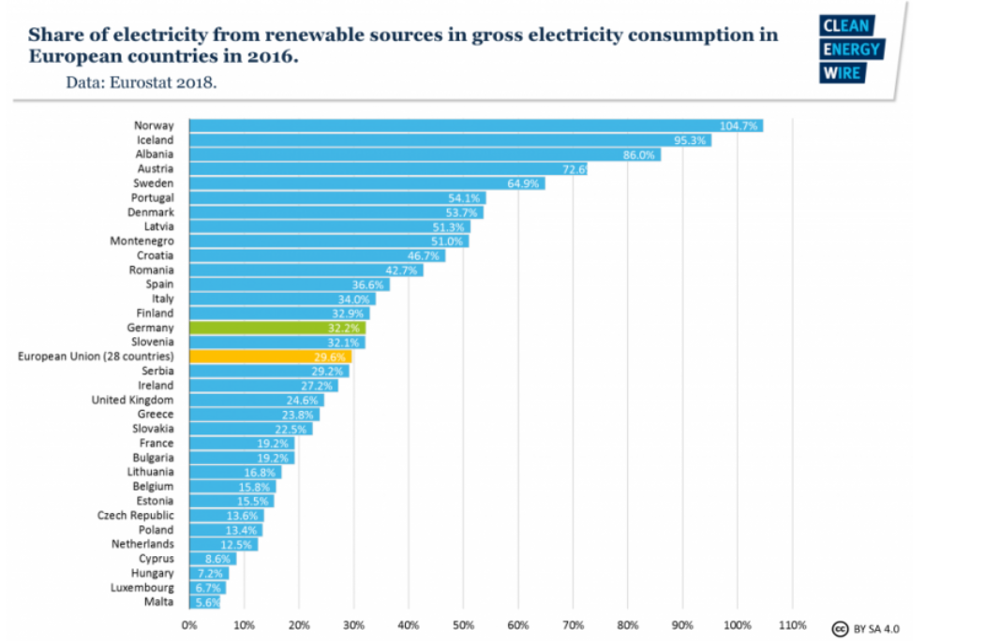 Share of electricity from renewable sources in gross electricity consumption in
European countries in 2016.
Data: Eurostat 2018.
CLEAN
ENERGY
WIRE
Norway 104.7%
Iceland 95.3%
Albania 86.0%
Austria 72.6
Sweden 64.9%
Portugal 54.1%
Denmark 53.7%
Latvia 51.3%
Montenegro 51.0%
Croatia 46.7%
Romania 42.7%
Spain 36.6%
Italy 34.0%
Finland 32.9%
Germany 32.2%
Slovenia 32.1%
European Union (28 countries) 29.6%
Serbia 29.2%
Ireland 27.2%
United Kingdom 24.6%
Greece 23.8%
Slovakia 22.5%
France 19.2%
Bulgaria 19.2%
Lithuania 16.8%
Belgium 15.8%
Estonia 15.5%
Czech Republic 13.6%
Poland 13.4%
Netherlands 12.5%
Cyprus 8.6%
Hungary 7.2%
Luxembourg 6.7%
Malta 5.6%
0% 10% 20% 30% 40% 50% 60% 70% 80% 90% 100% 110%
cc BY SA 4.0